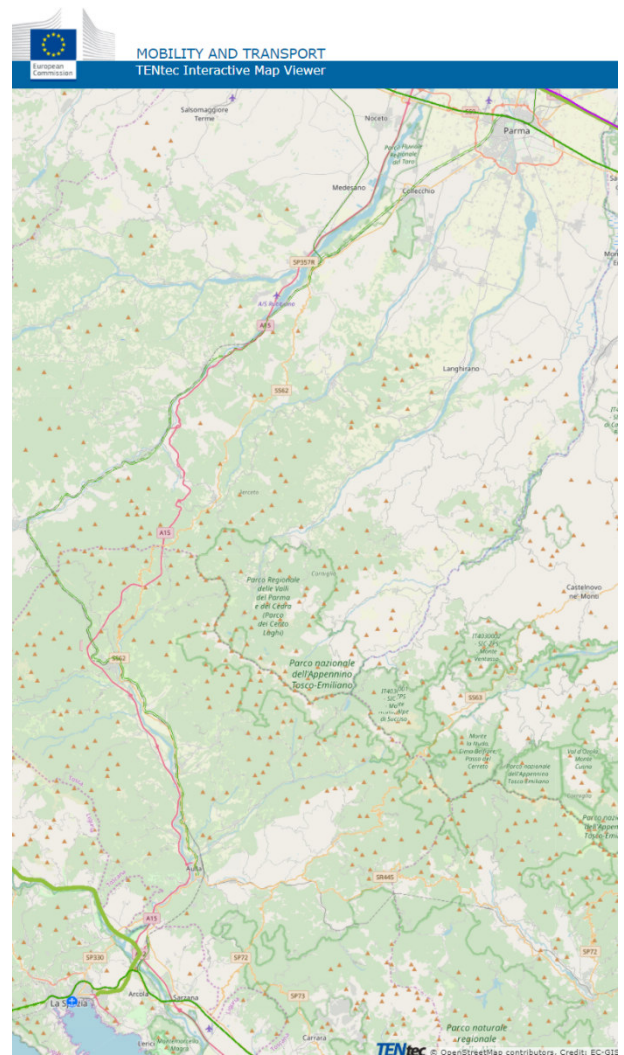 European
Commission
MOBILITY AND TRANSPORT
TENtec Interactive Map Viewer
Salsomaggiore
Terme
Noceto
Parma
Medesano
Collecchio
SP357R
A15
Langhirano
SS62
A15
Parco Regionale
delle Valli
del Parma
e del Cedra
(Parco
dei Cento
Laghi)
Castelnovo
ne' Monti
Parco nazionale
dell'Appennino
Tosco-Emiliano
SS62
SS63
Aulla
SR445
A15
SP330
SP72
SP72
La Spezia
Arcola
Sarzana
SP73
Lerici
Carrara
Parco naturale
regionale
TENtec © OpenStreetMap contributors, Credit: EC-GIS